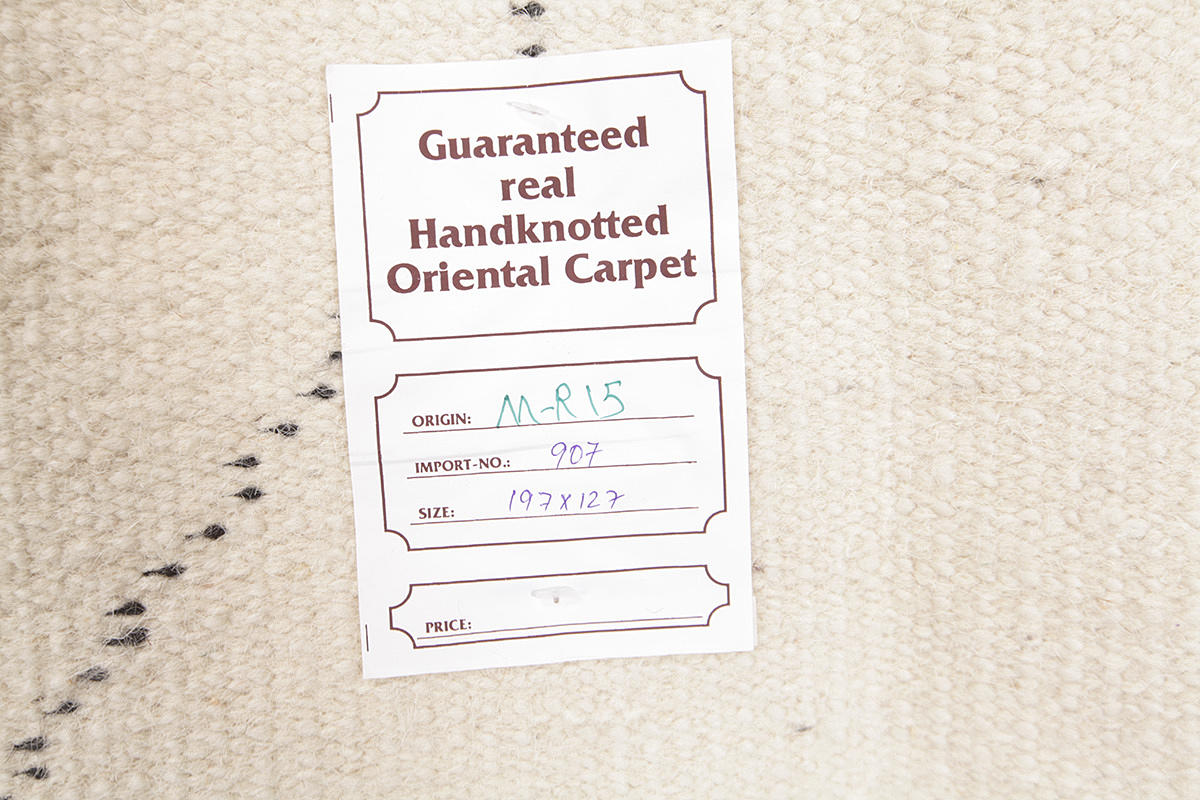 Guaranteed
real
Handknotted
Oriental Carpet
ORIGIN: M-R15
IMPORT-NO.: 907
SIZE: 197x127
PRICE: